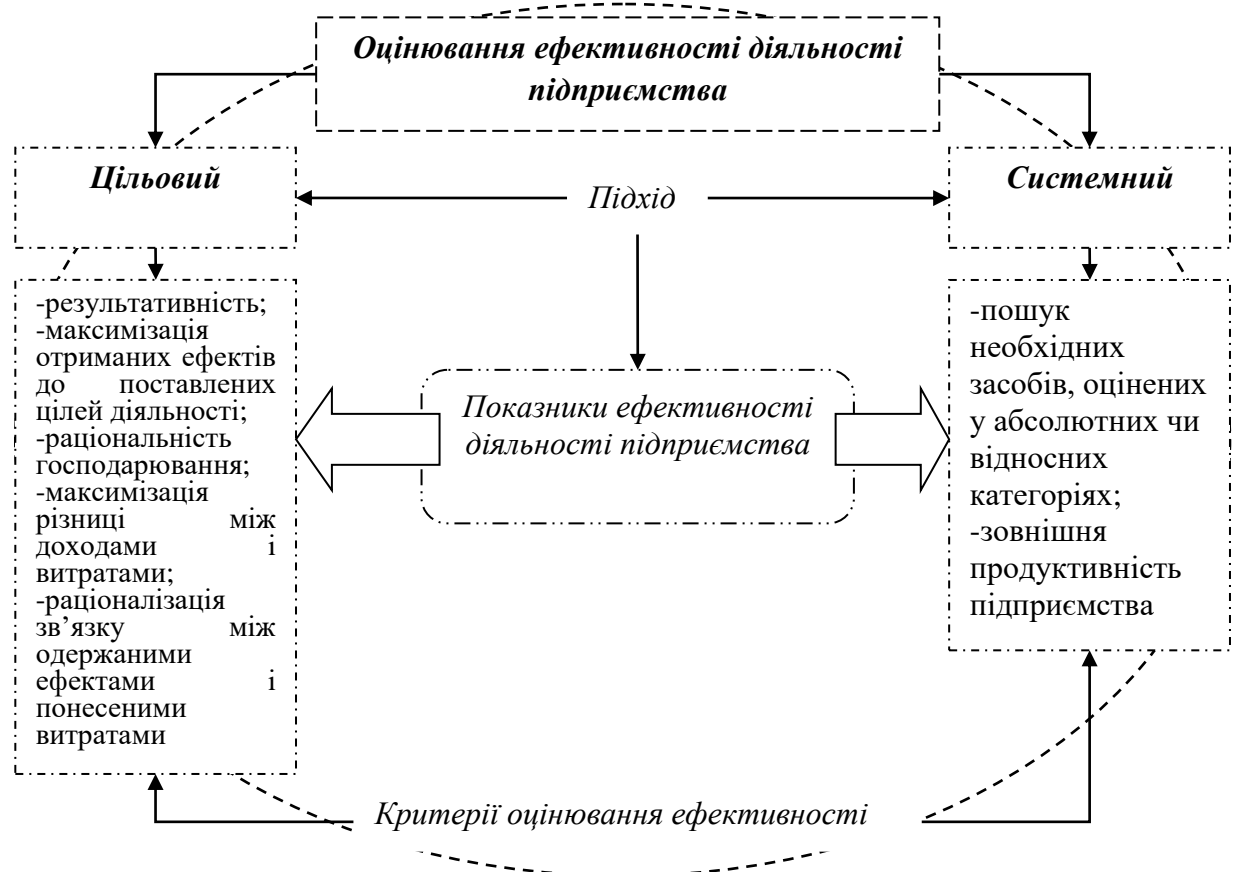 Оцінювання ефективності діяльності
підприємства
Цільовий
Підхід
Системний
-результативність;
-максимізація
отриманих ефектів
до поставлених
цілей діяльності;
-раціональність
господарювання;
-максимізація
різниці між
доходами і
витратами;
-раціоналізація
зв’язку між
одержаними
ефектами і
понесеними
витратами
Показники ефективності
діяльності підприємства
-пошук
необхідних
засобів, оцінених
у абсолютних чи
відносних
категоріях;
-зовнішня
продуктивність
підприємства
Критерії оцінювання ефективності